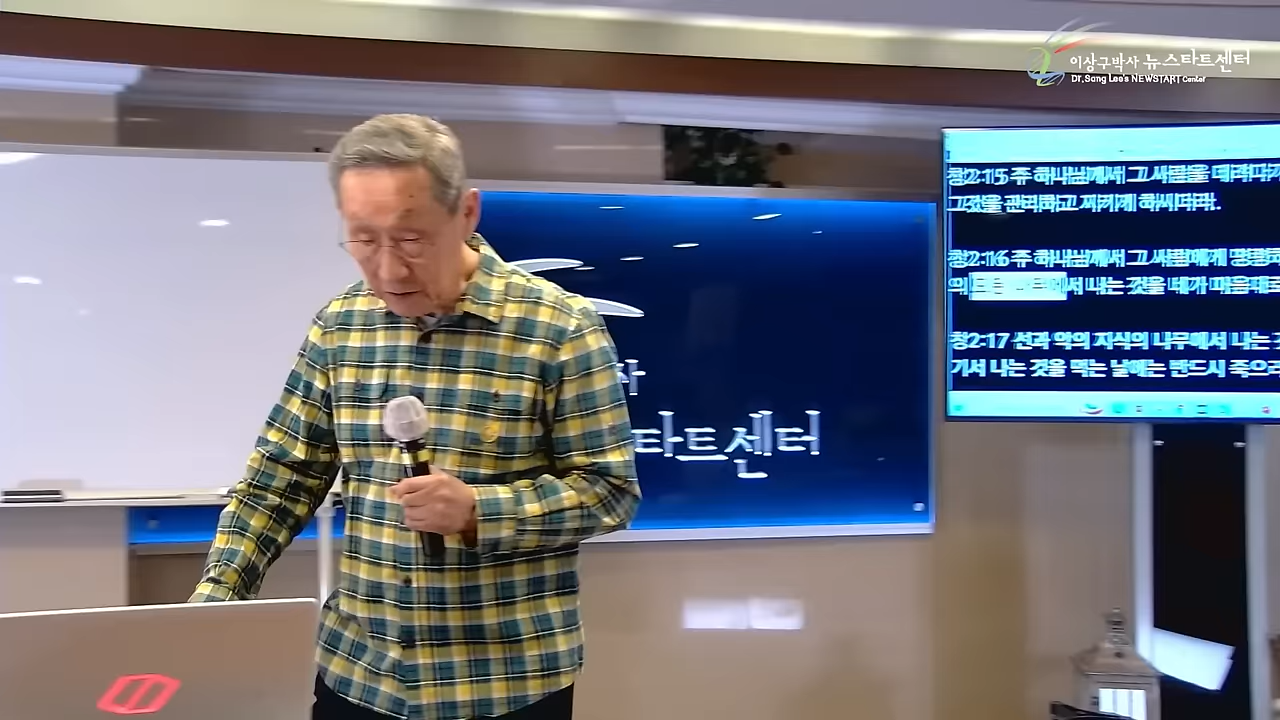 이상구박사 뉴스타트센터
Dr. Sang Lee's NEWSTART Center
창2:15 주 하나님께서 그 사람을 데려다가
그것을 관리하고 지키게 하시더라.
창2:16 주 하나님께서 그 사람에게
의 에서 나는 것을 네가 마음대로
창2:17 선과 악의 지식의 나무에서 나는
기서 나는 것을 먹는 날에는 반드시 죽으리
사
타트센터